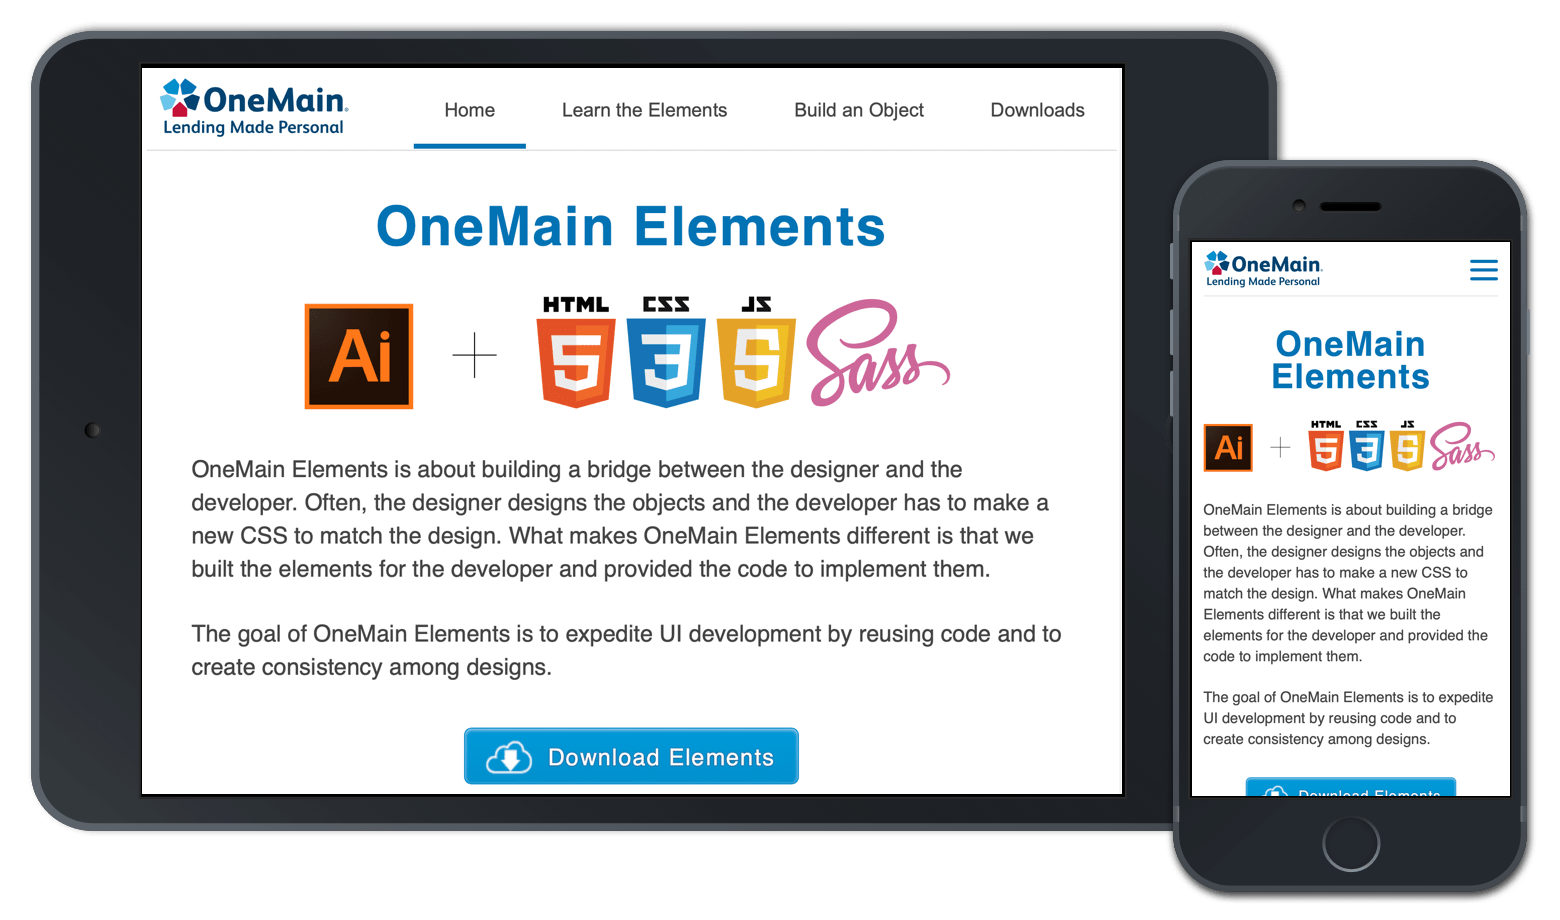 OneMain
Lending Made Personal
Home
Learn the Elements
Build an Object
Downloads
OneMain Elements
Ai
HTML
5
CSS
3
JS
Sass
OneMain Elements is about building a bridge between the designer and the
developer. Often, the designer designs the objects and the developer has to make a
new CSS to match the design. What makes OneMain Elements different is that we
built the elements for the developer and provided the code to implement them.
The goal of OneMain Elements is to expedite UI development by reusing code and to
create consistency among designs.
Download Elements
OneMain
Lending Made Personal
OneMain
Elements
Ai
HTML
5
CSS
3
JS
Sass
OneMain Elements is about building a bridge
between the designer and the developer.
Often, the designer designs the objects and
the developer has to make a new CSS to
match the design. What makes OneMain
Elements different is that we built the
elements for the developer and provided the
code to implement them.
The goal of OneMain Elements is to expedite
UI development by reusing code and to
create consistency among designs.
Download Elements